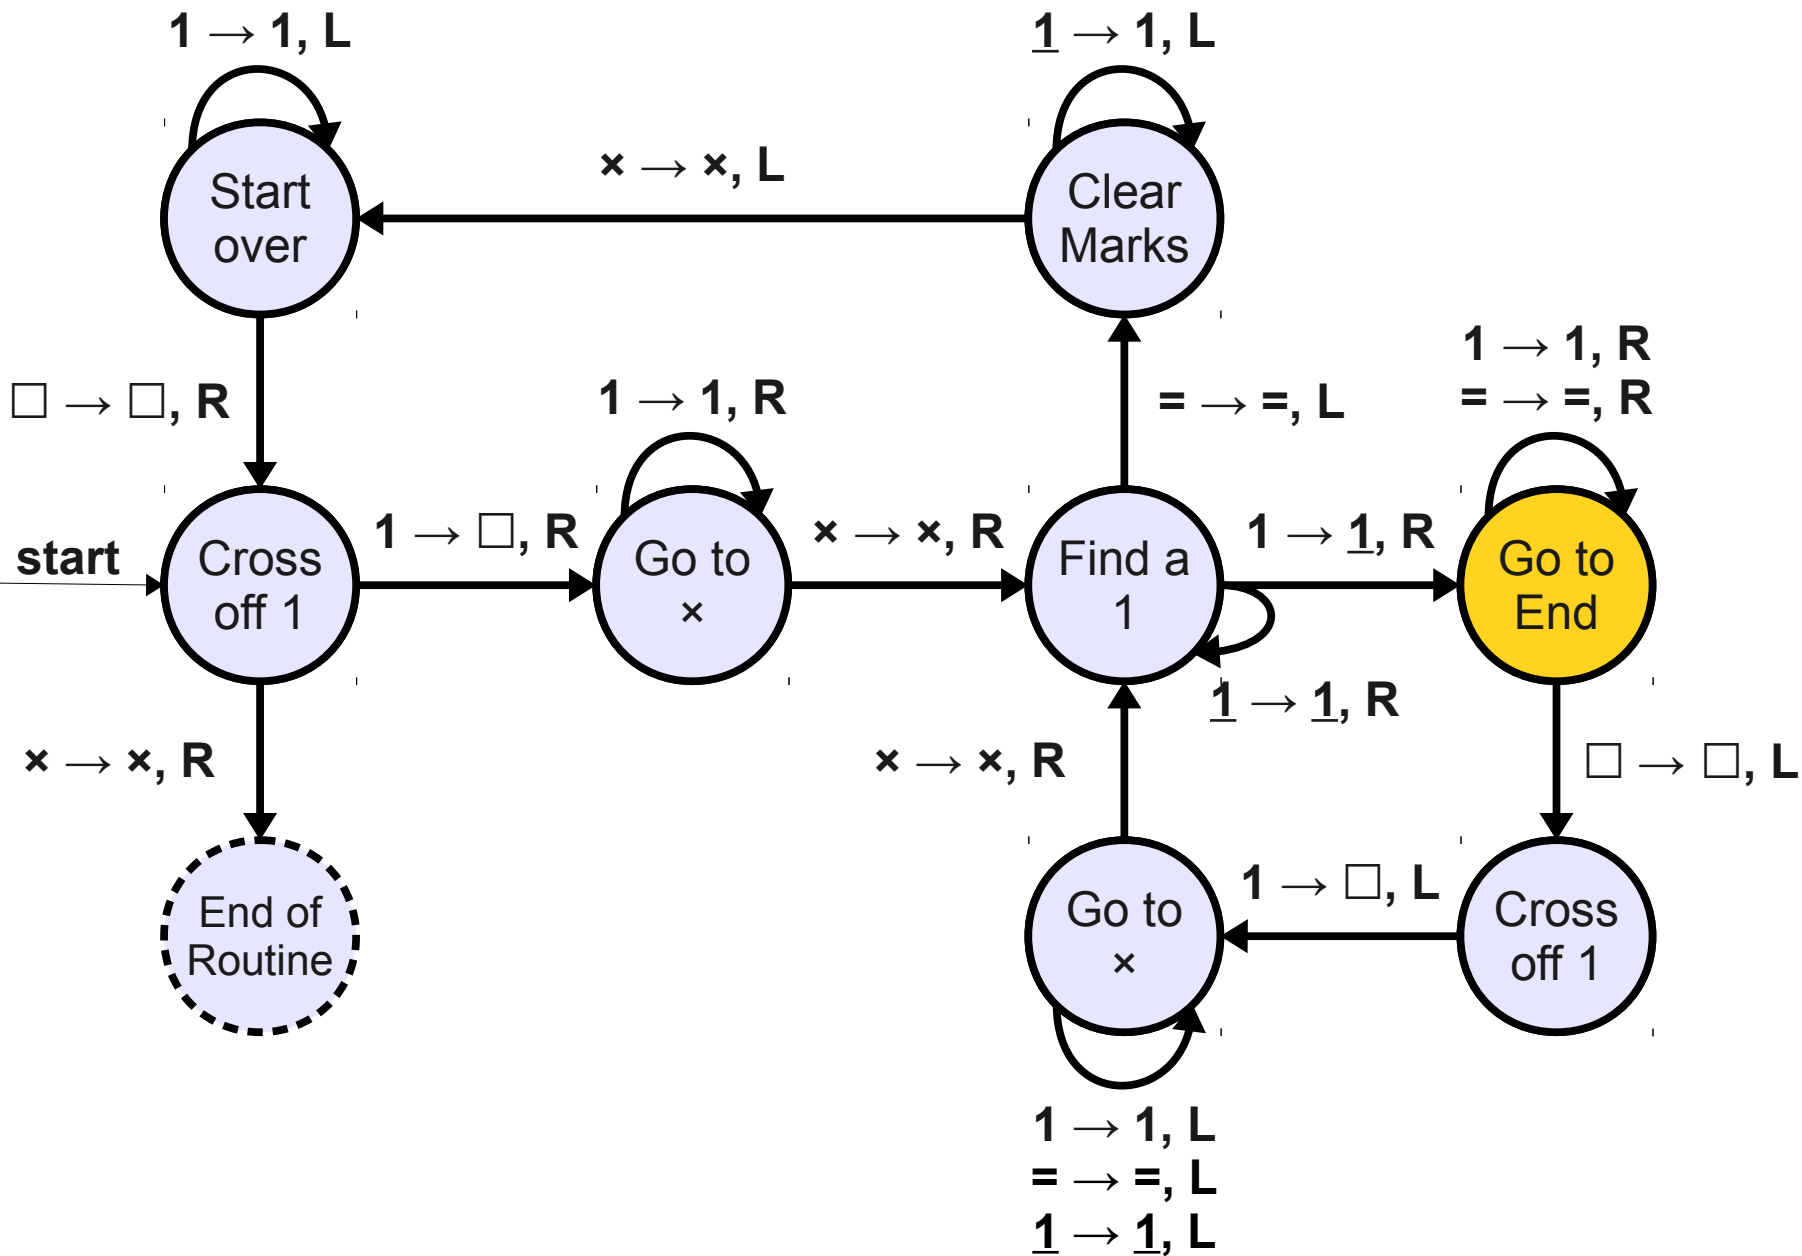 1 → 1, L
1 → 1, L
Start
over
× → ×, L
Clear
Marks
□ → □, R
1 → 1, R
= → =, L
1 → 1, R
= → =, R
start
Cross
off 1
1 → □, R
Go to
×
× → ×, R
Find a
1
1 → 1, R
Go to
End
1 → 1, R
× → ×, R
× → ×, R
□ → □, L
End of
Routine
Go to
×
1 → □, L
Cross
off 1
1 → 1, L
= → =, L
1 → 1, L